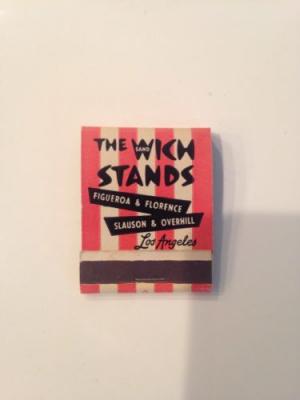 THE SAND WICH
STANDS
FIGUEROA & FLORENCE
SLAUSON & OVERHILL
Los Angeles